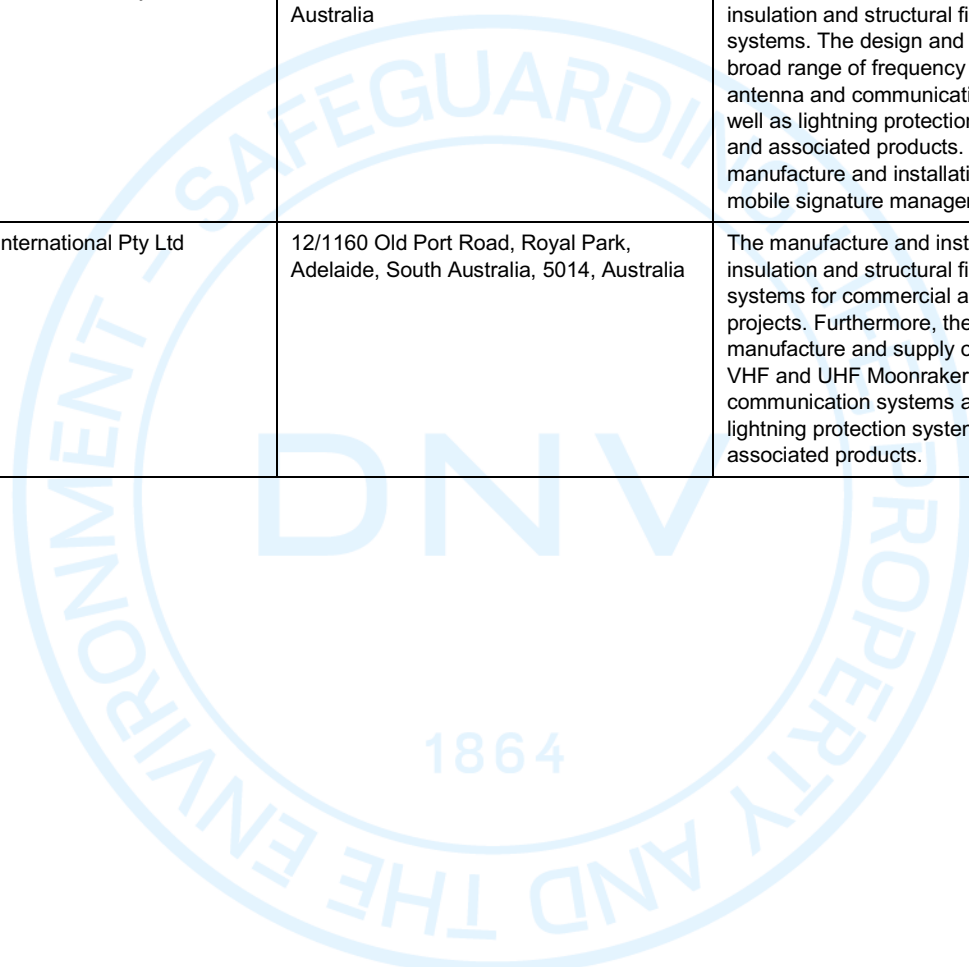 Australia
insulation and structural fi
systems. The design and
broad range of frequency
antenna and communicati
well as lightning protection
and associated products.
manufacture and installati
mobile signature manager
nternational Pty Ltd
12/1160 Old Port Road, Royal Park,
Adelaide, South Australia, 5014, Australia
The manufacture and inst
insulation and structural fi
systems for commercial a
projects. Furthermore, the
manufacture and supply o
VHF and UHF Moonraker
communication systems a
lightning protection system
associated products.
SAFEGUARDING LIFE, PROPERTY AND THE ENVIRONMENT –
DNV
1864